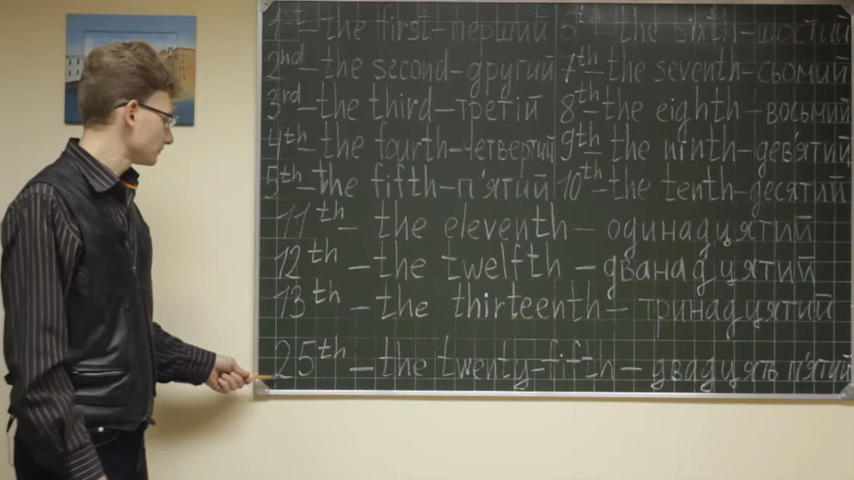 1st – the first – перший
2nd – the second – другий
3rd – the third – третій
4th – the fourth – четвертий
5th – the fifth – п'ятий
the sixth – шостий
7th – the seventh – сьомий
8th – the eighth – восьмий
9th the ninth – дев'ятий
10th – the tenth – десятий
11th – the eleventh – одинадцятий
12th – the twelfth – дванадцятий
13th – the thirteenth – тринадцятий
25th – the twenty-fifth – двадцять п'ятий